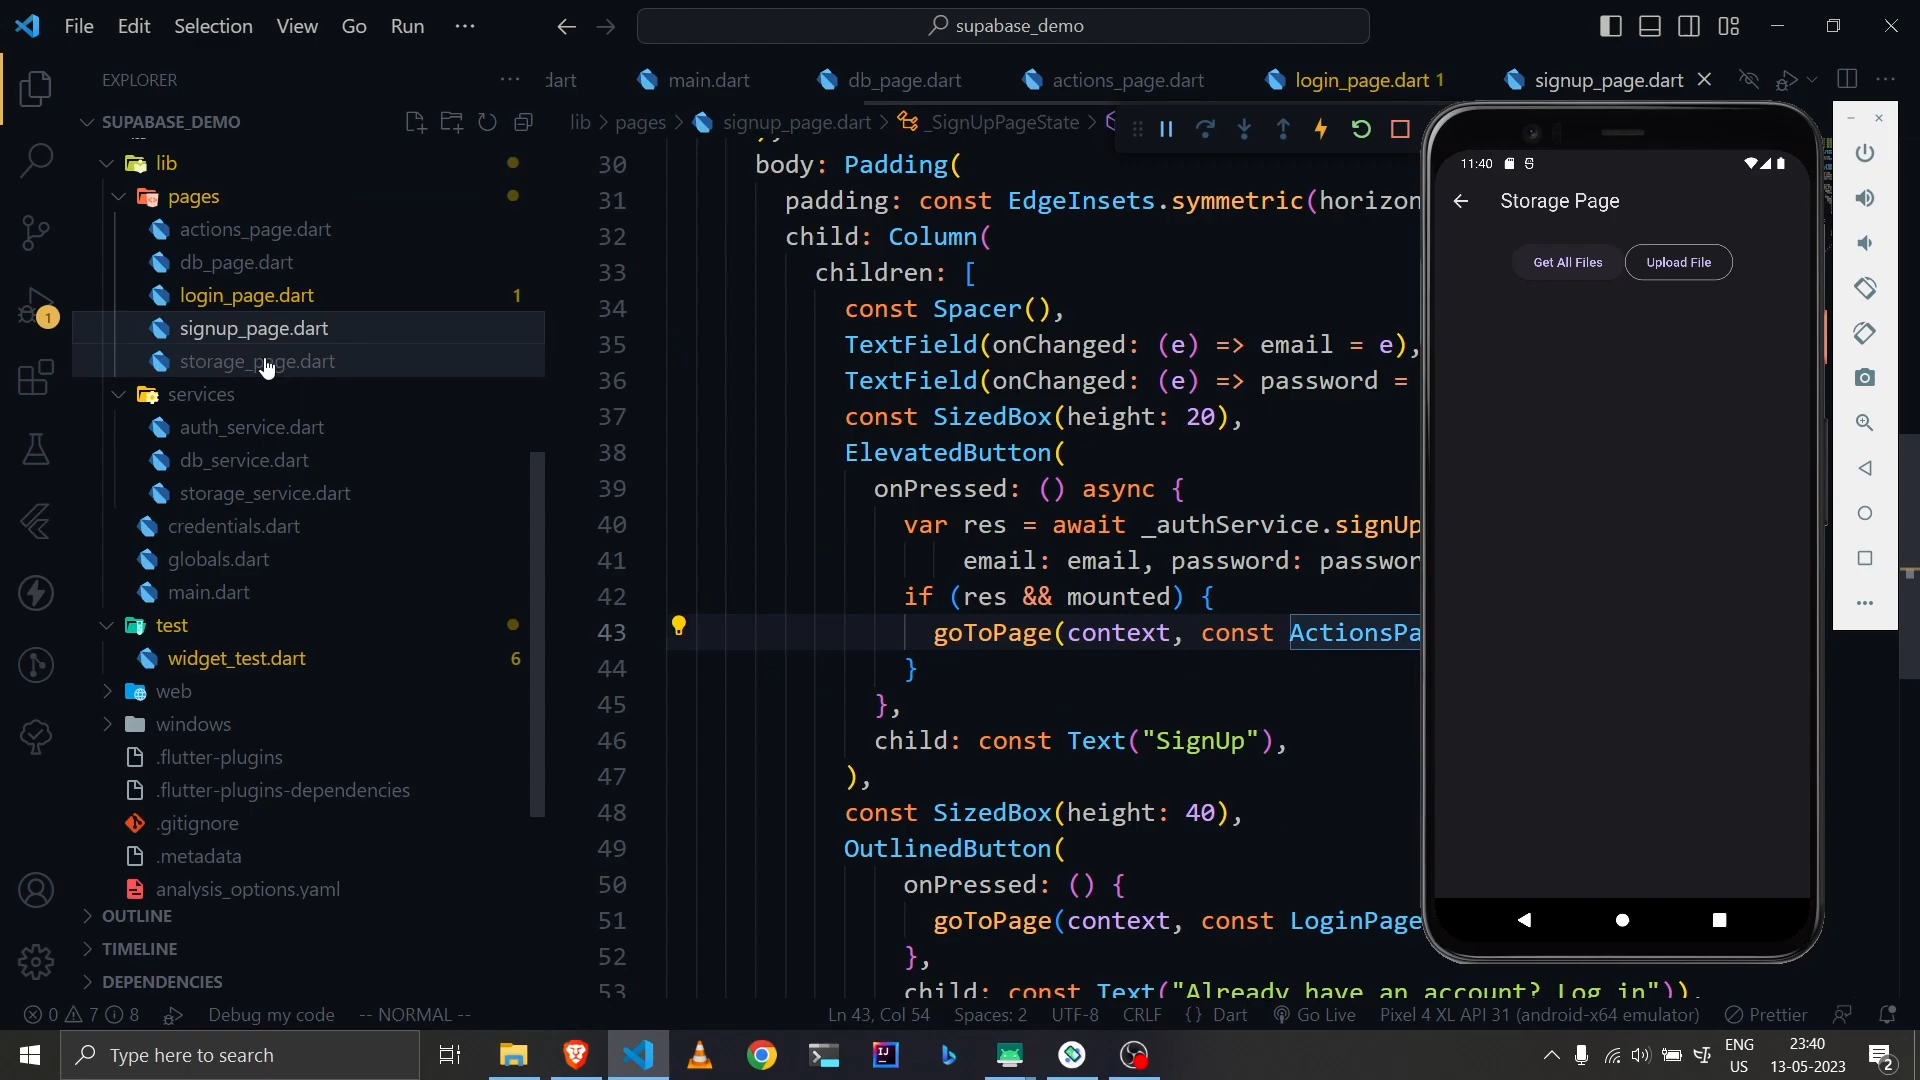 File Edit Selection View Go Run ···
supabase_demo
EXPLORER ···
dart main.dart db_page.dart actions_page.dart login_page.dart 1 signup_page.dart
SUPABASE_DEMO
lib > pages > signup_page.dart > _SignUpPageState >
lib
pages
actions_page.dart
db_page.dart
login_page.dart 1
signup_page.dart
storage_page.dart
services
auth_service.dart
db_service.dart
storage_service.dart
credentials.dart
globals.dart
main.dart
test
widget_test.dart 6
web
windows
.flutter-plugins
.flutter-plugins-dependencies
.gitignore
.metadata
analysis_options.yaml
OUTLINE
TIMELINE
DEPENDENCIES
1
30 body: Padding(
31 padding: const EdgeInsets.symmetric(horizon
32 child: Column(
33 children: [
34 const Spacer(),
35 TextField(onChanged: (e) => email = e),
36 TextField(onChanged: (e) => password =
37 const SizedBox(height: 20),
38 ElevatedButton(
39 onPressed: () async {
40 var res = await _authService.signUp
41 email: email, password: passwor
42 if (res && mounted) {
43 goToPage(context, const ActionsPa
44 }
45 },
46 child: const Text("SignUp"),
47 ),
48 const SizedBox(height: 40),
49 OutlinedButton(
50 onPressed: () {
51 goToPage(context, const LoginPage
52 },
53 child: const Text("Already have an account? Log in")),
11:40
Storage Page
Get All Files Upload File
0 7 8 Debug my code -- NORMAL -- Ln 43, Col 54 Spaces: 2 UTF-8 CRLF {} Dart Go Live Pixel 4 XL API 31 (android-x64 emulator) Prettier
Type here to search
ENG
US
23:40
13-05-2023
2